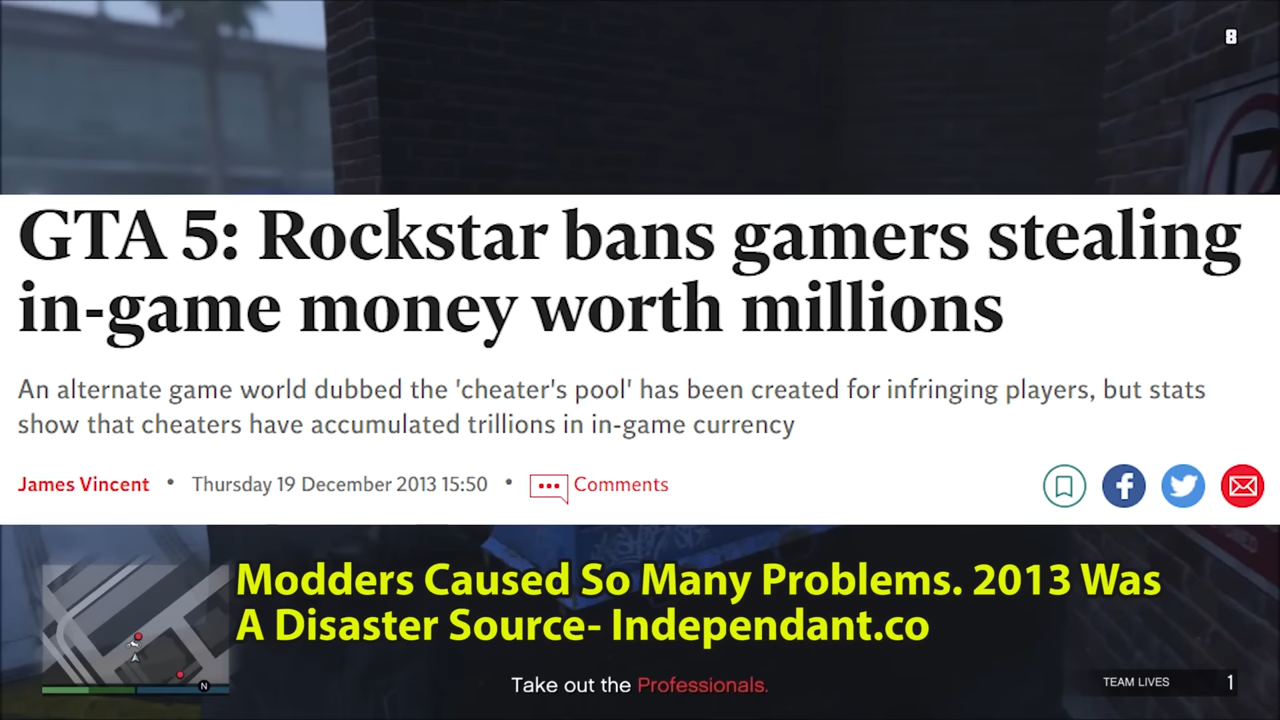 8
GTA 5: Rockstar bans gamers stealing
in-game money worth millions
An alternate game world dubbed the 'cheater's pool' has been created for infringing players, but stats
show that cheaters have accumulated trillions in in-game currency
James Vincent • Thursday 19 December 2013 15:50 • Comments
Modders Caused So Many Problems. 2013 Was
A Disaster Source- Independant.co
N
Take out the Professionals.
TEAM LIVES 1